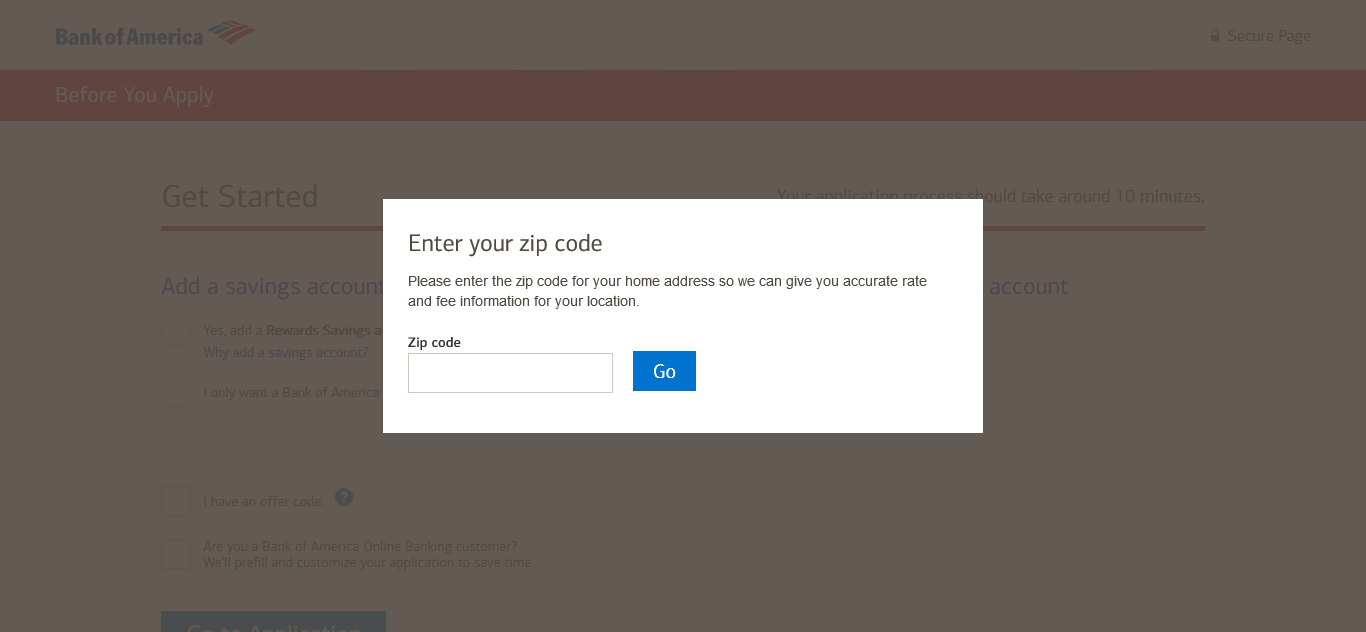 Bank of America
Secure Page
Before You Apply
Get Started
Your application process should take around 10 minutes.
Enter your zip code
Please enter the zip code for your home address so we can give you accurate rate
and fee information for your location.
Zip code
Go
Add a savings account
account
Yes, add a Rewards Savings a
Why add a savings account?
I only want a Bank of America
I have an offer code. ?
Are you a Bank of America Online Banking customer?
We'll prefill and customize your application to save time.
Go to Application